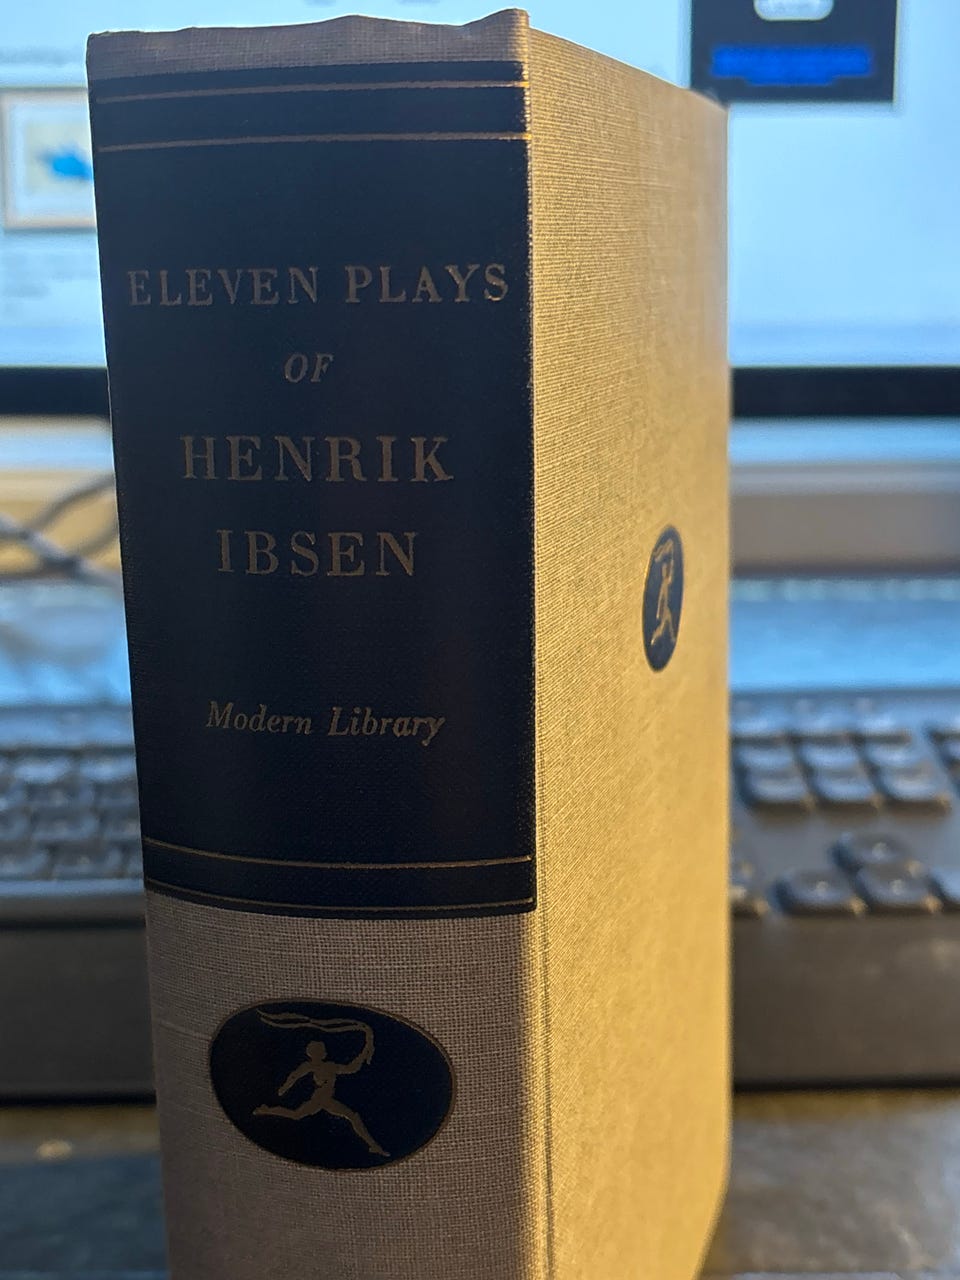 ELEVEN PLAYS
OF
HENRIK
IBSEN
Modern Library